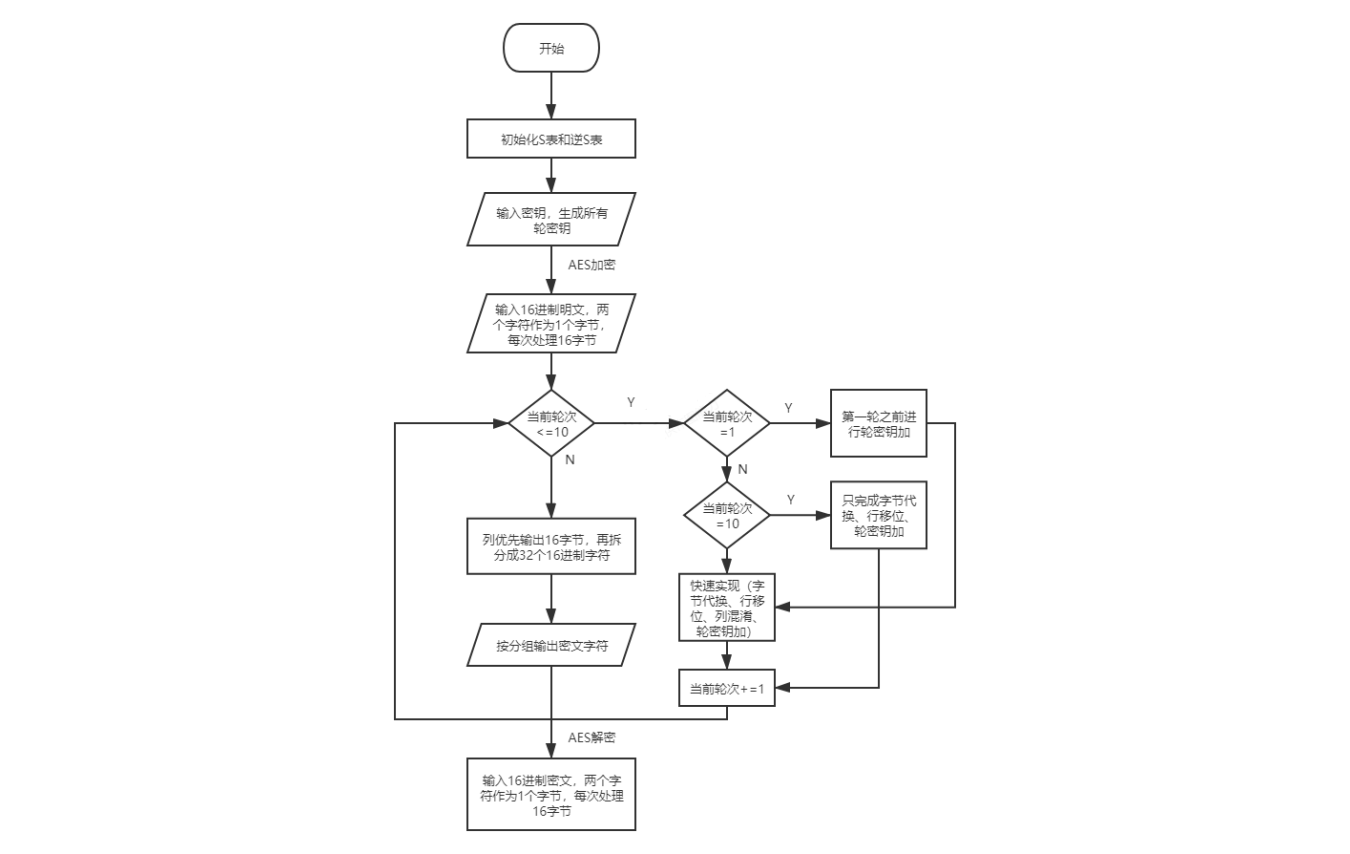 开始
初始化S表和逆S表
输入密钥，生成所有
轮密钥
AES加密
输入16进制明文，两
个字符作为1个字节，
每次处理16字节
当前轮次
<=10
Y
当前轮次
=1
Y
第一轮之前进
行轮密钥加
N
N
当前轮次
=10
Y
只完成字节代
换、行移位、
轮密钥加
列优先输出16字节，再拆
分成32个16进制字符
快速实现（字
节代换、行移
位、列混淆、
轮密钥加）
按分组输出密文字符
当前轮次+=1
AES解密
输入16进制密文，两个字
符作为1个字节，每次处理
16字节